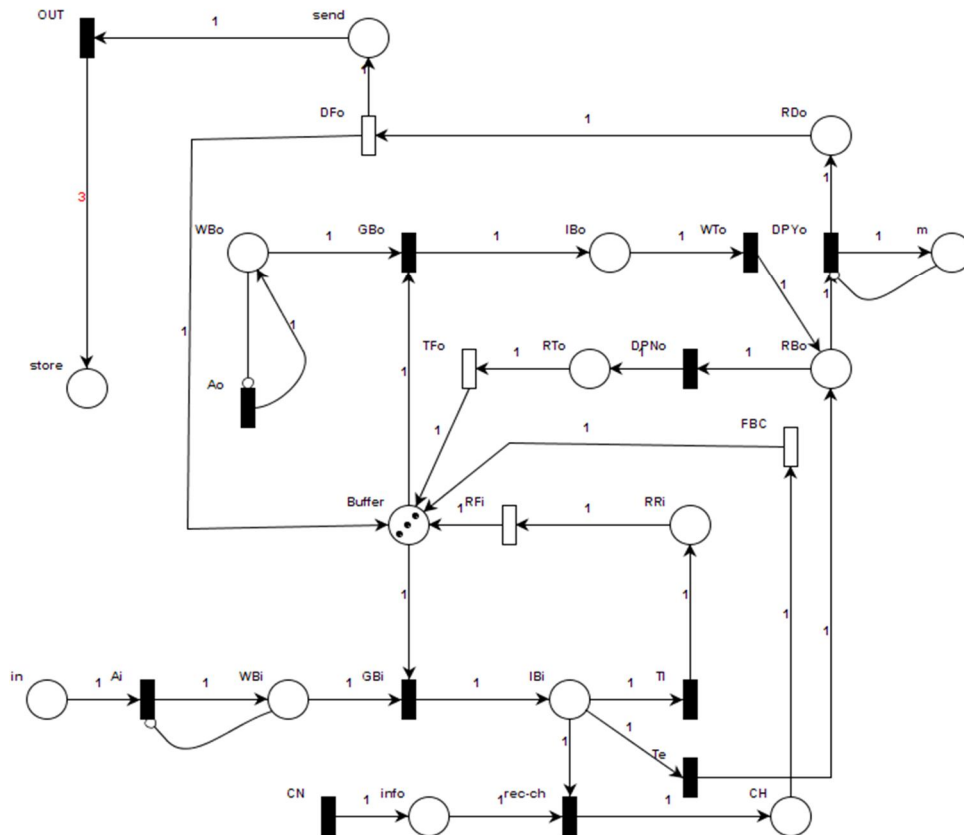 OUT
1
send
1
DFo
1
RDo
3
1
WBo
1
GBo
1
IBo
1
WTo
DPYo
1
m
1
1
1
1
TFo
1
RTo
1
DPNo
1
RBo
store
Ao
1
1
FBC
1
Buffer
1
RFi
1
RRi
1
1
1
1
in
1
Ai
1
WBi
1
GBi
1
IBi
1
TI
1
1
Te
CN
1
info
1
rec-ch
1
CH